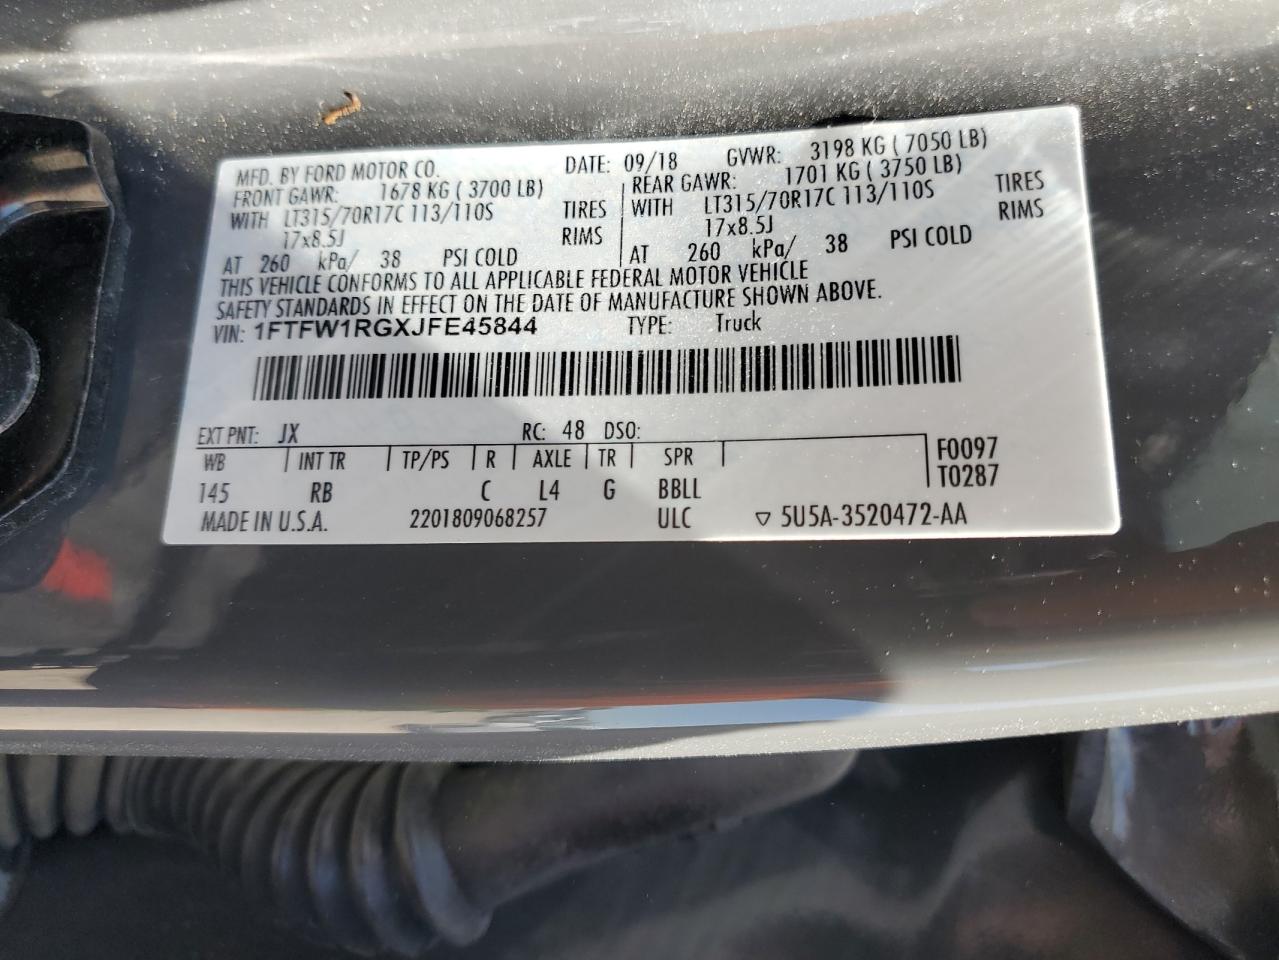 MFD. BY FORD MOTOR CO. DATE: 09/18 GVWR: 3198 KG ( 7050 LB)
FRONT GAWR: 1678 KG ( 3700 LB) REAR GAWR: 1701 KG ( 3750 LB)
WITH LT315/70R17C 113/110S TIRES WITH LT315/70R17C 113/110S TIRES
17x8.5J RIMS 17x8.5J RIMS
AT 260 kPa/ 38 PSI COLD AT 260 kPa/ 38 PSI COLD
THIS VEHICLE CONFORMS TO ALL APPLICABLE FEDERAL MOTOR VEHICLE
SAFETY STANDARDS IN EFFECT ON THE DATE OF MANUFACTURE SHOWN ABOVE.
VIN: 1FTFW1RGXJFE45844 TYPE: Truck
EXT PNT: JX RC: 48 DSO:
WB INT TR TP/PS R AXLE TR SPR F0097
T0287
145 RB C L4 G BBLL
MADE IN U.S.A. 2201809068257 ULC ▽ 5U5A-3520472-AA